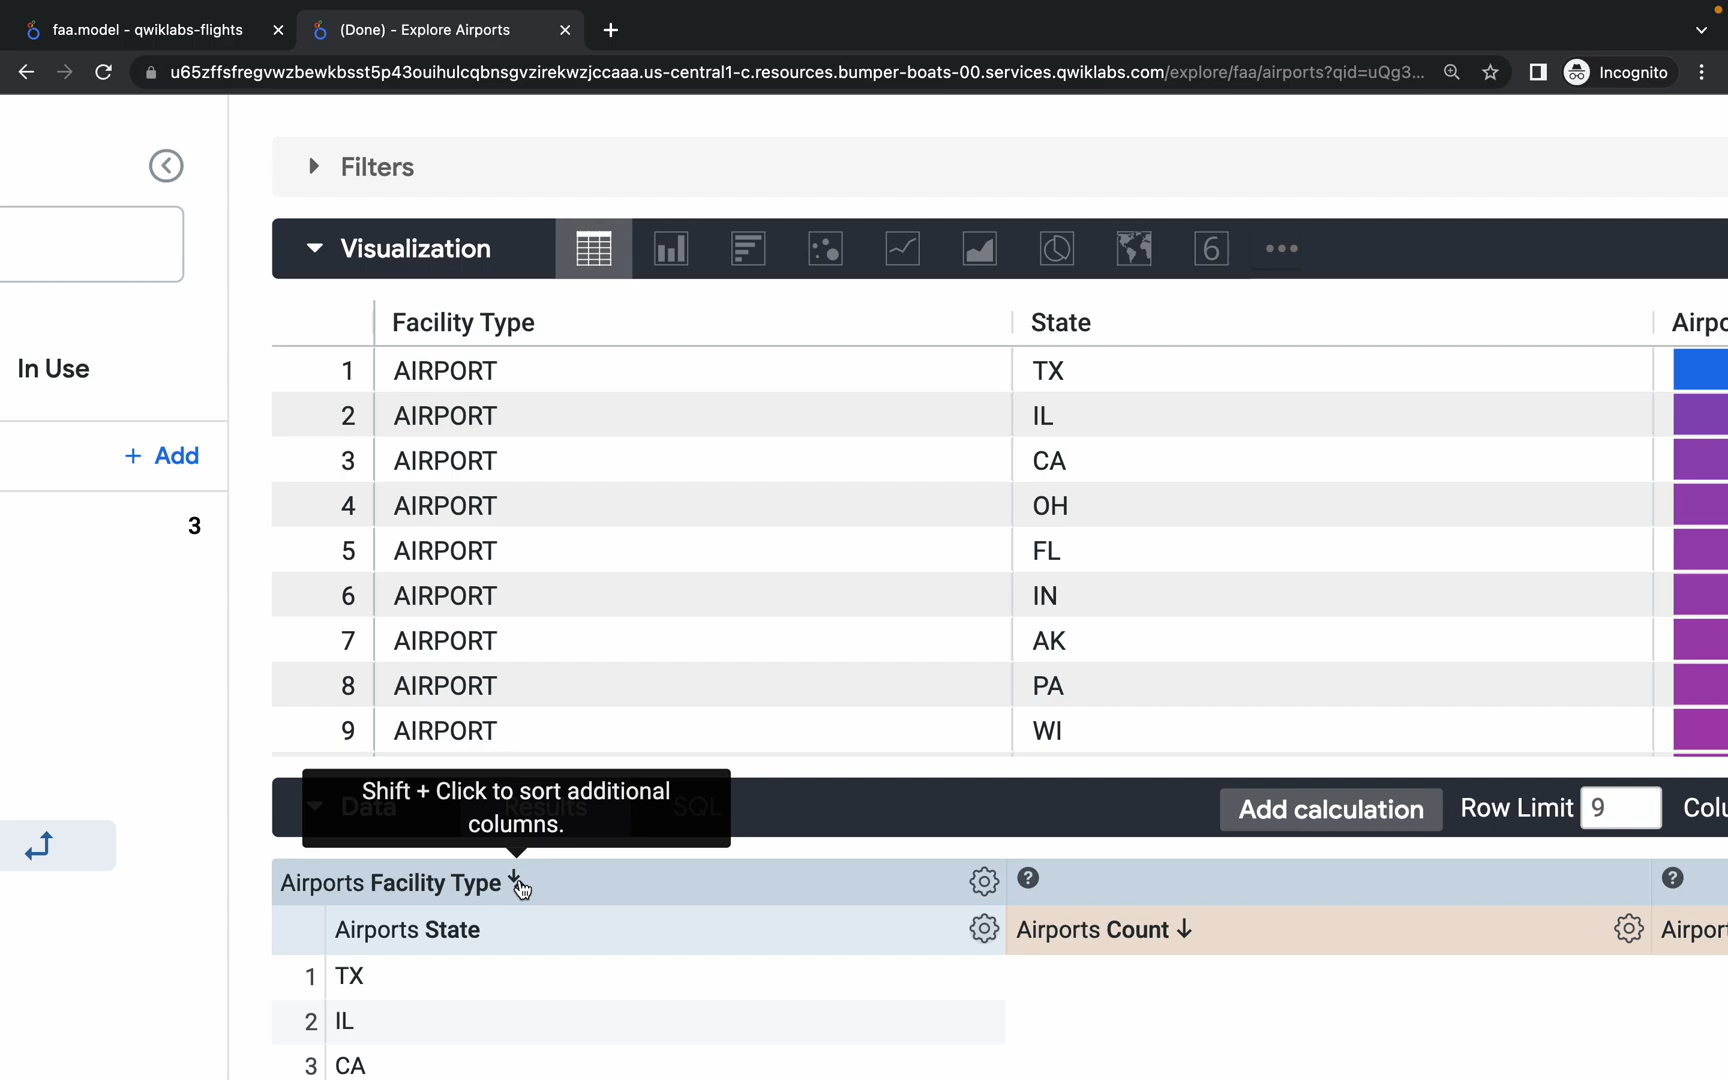 faa.model - qwiklabs-flights
(Done) - Explore Airports
u65zffsfregvwzbewkbsst5p43ouihulcqbnsgvzirekwzjccaaa.us-central1-c.resources.bumper-boats-00.services.qwiklabs.com/explore/faa/airports?qid=uQg3...
Incognito
Filters
Visualization
6
Facility Type State Airpo
In Use
1 AIRPORT TX
2 AIRPORT IL
3 AIRPORT CA
+ Add
4 AIRPORT OH
3
5 AIRPORT FL
6 AIRPORT IN
7 AIRPORT AK
8 AIRPORT PA
9 AIRPORT WI
Shift + Click to sort additional
columns.
Data Results SQL
Add calculation Row Limit 9 Colu
Airports Facility Type
Airports State Airports Count Airport
1 TX
2 IL
3 CA